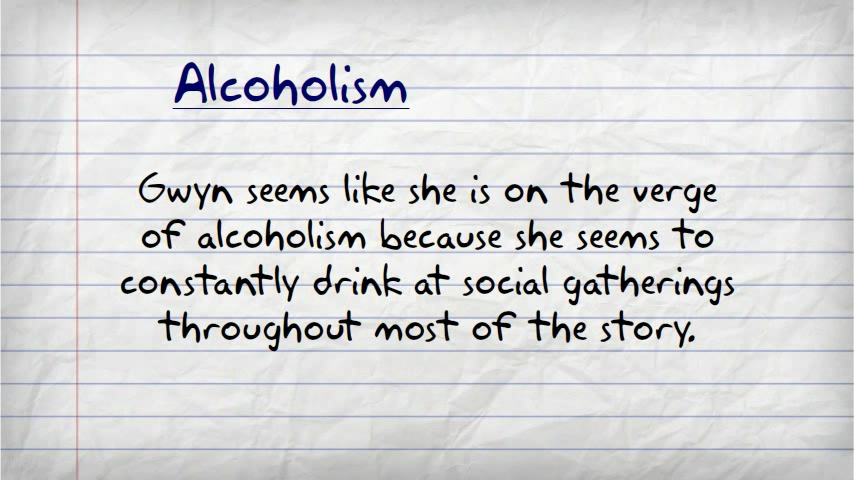 Alcoholism
Gwyn seems like she is on the verge
of alcoholism because she seems to
constantly drink at social gatherings
throughout most of the story.